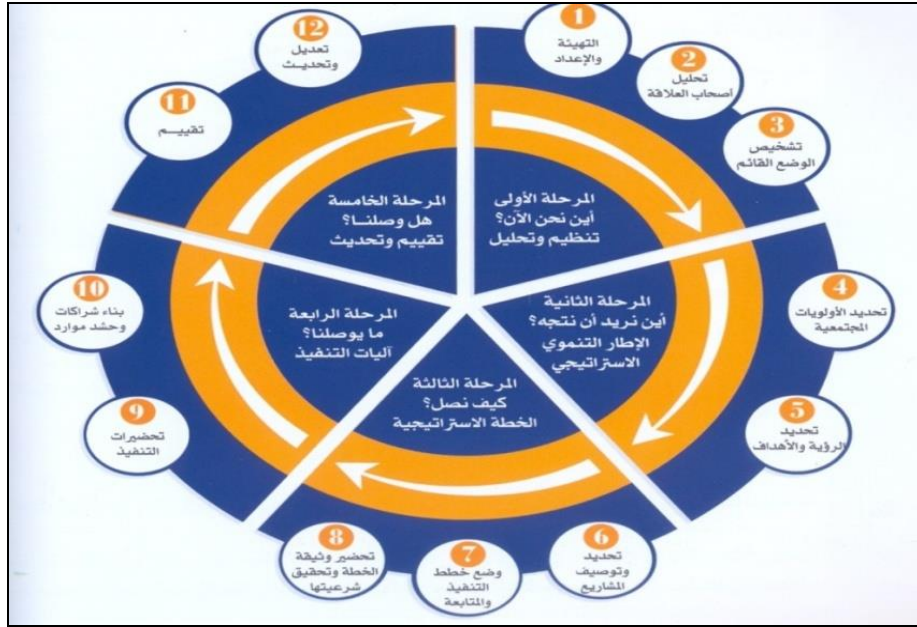 1
التهيئة
والإعداد
2
تحليل
أصحاب العلاقة
3
تشخيص
الوضع القائم
4
تحديد الأولويات
المجتمعية
5
تحديد
الرؤية والأهداف
6
تحديد
وتوصيف
المشاريع
7
وضع خطط
التنفيذ
والمتابعة
8
تحضير وثيقة
الخطة وتحقيق
شرعيتها
9
تحضيرات
التنفيذ
10
بناء شراكات
وحشد موارد
11
تقييم
12
تعديل
وتحديث
المرحلة الأولى
أين نحن الآن؟
تنظيم وتحليل
المرحلة الثانية
أين نريد أن نتجه؟
الإطار التنموي
الاستراتيجي
المرحلة الثالثة
كيف نصل؟
الخطة الاستراتيجية
المرحلة الرابعة
ما يوصلنا؟
آليات التنفيذ
المرحلة الخامسة
هل وصلنا؟
تقييم وتحديث